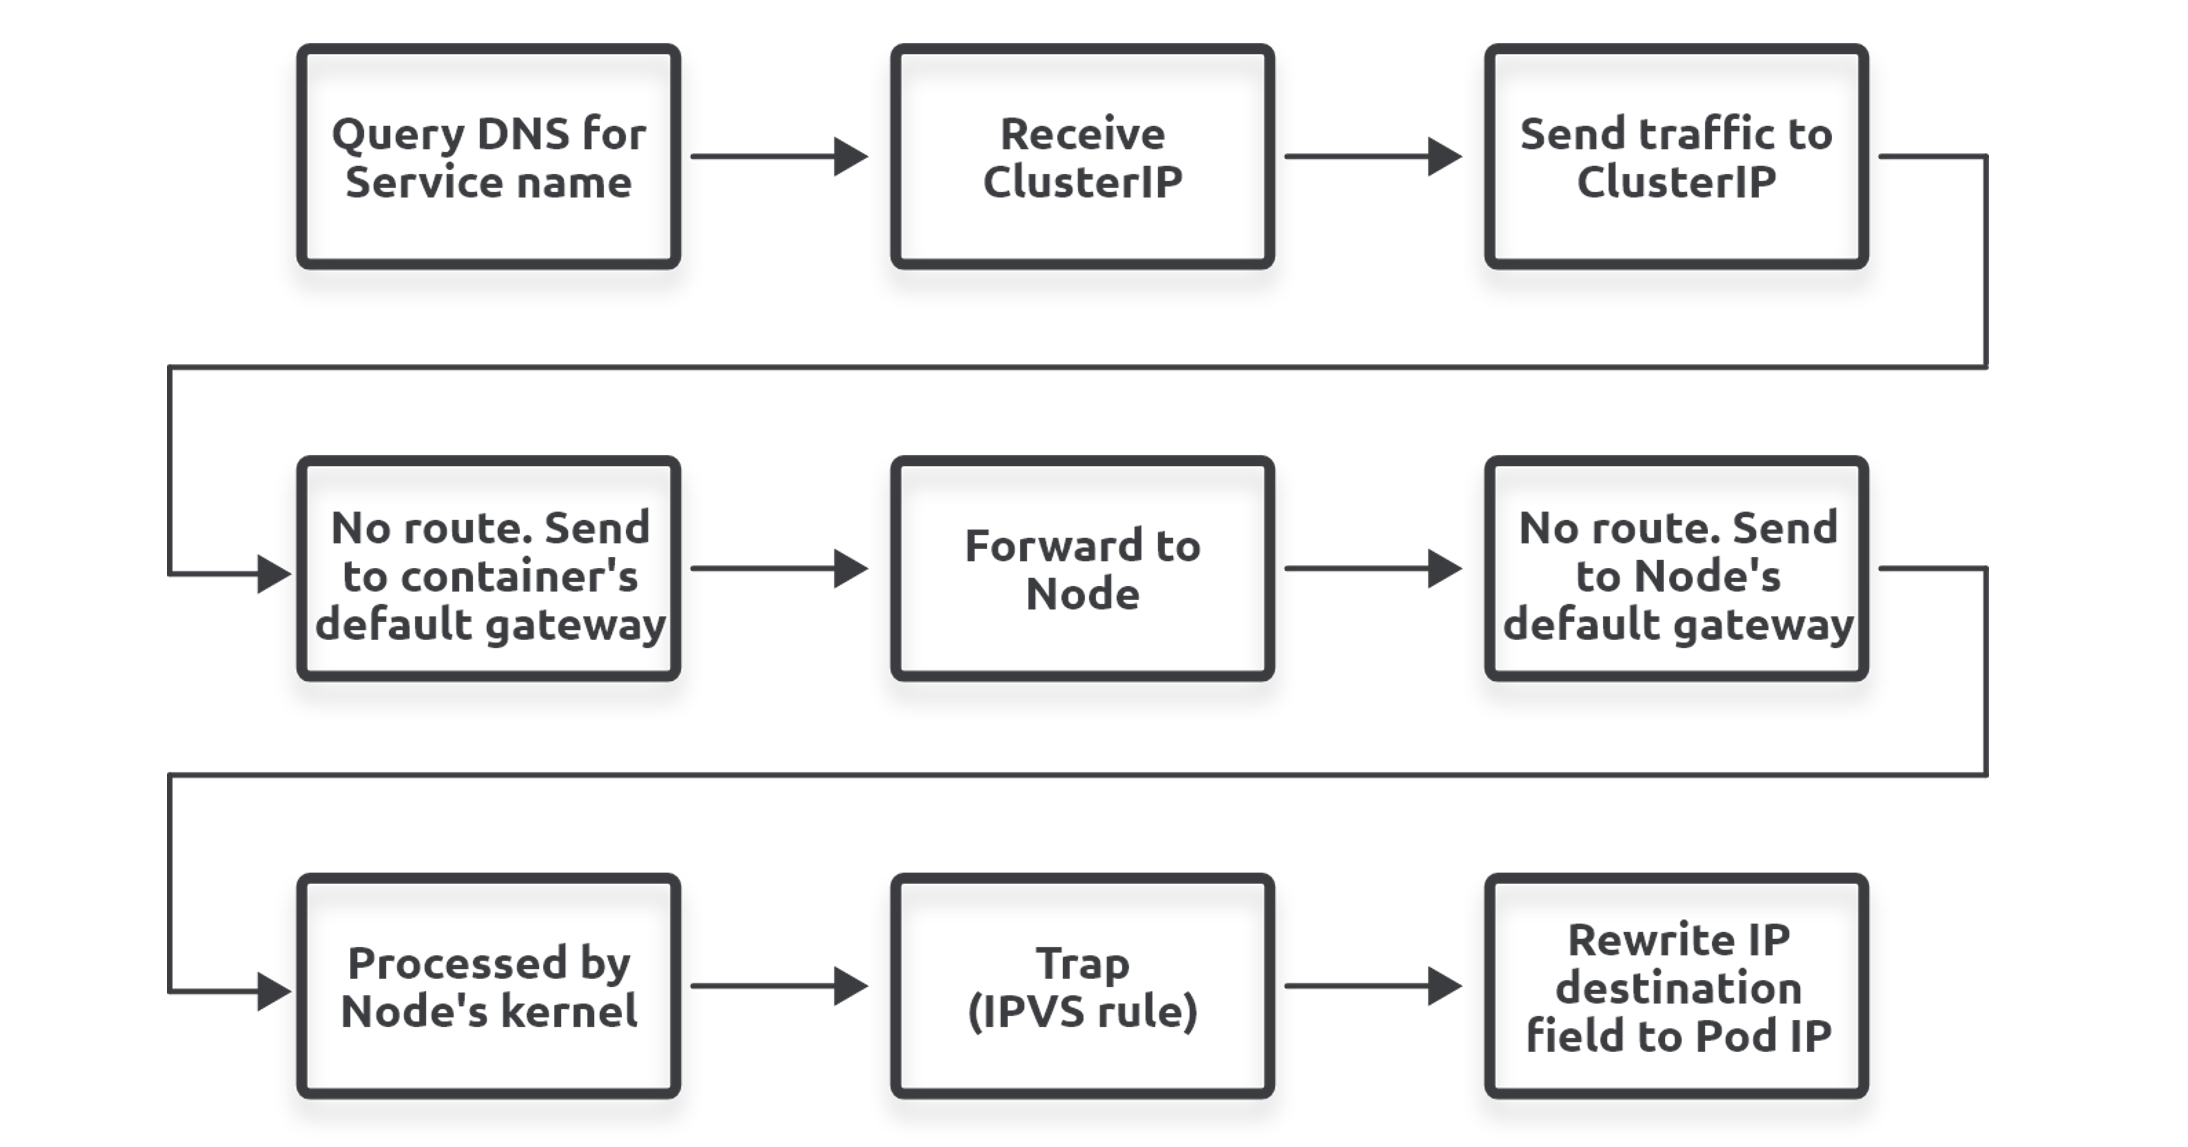 Query DNS for
Service name
Receive
ClusterIP
Send traffic to
ClusterIP
No route. Send
to container's
default gateway
Forward to
Node
No route. Send
to Node's
default gateway
Processed by
Node's kernel
Trap
(IPVS rule)
Rewrite IP
destination
field to Pod IP